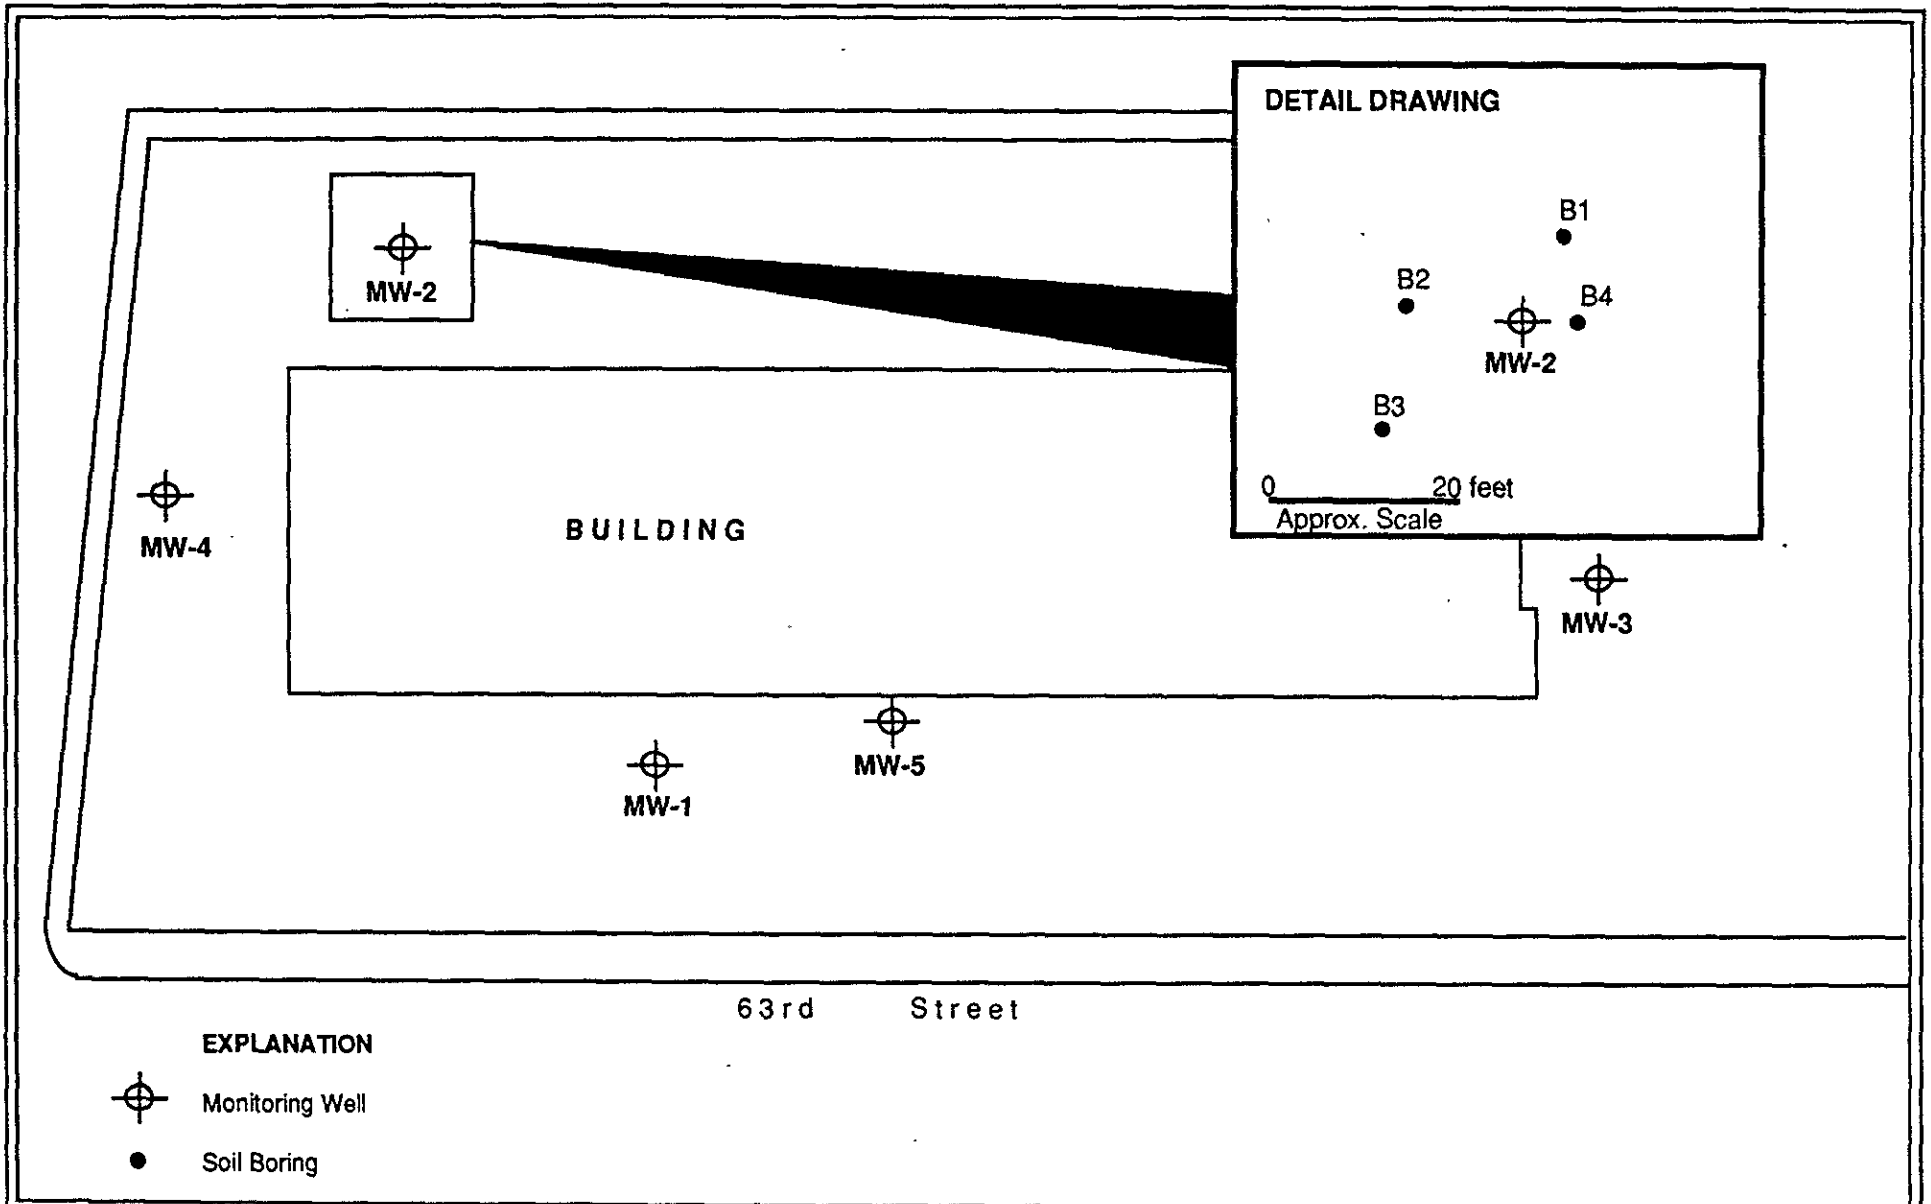 DETAIL DRAWING
B1
B2
B4
MW-2
B3
0 20 feet
Approx. Scale
MW-2
MW-4
BUILDING
MW-3
MW-5
MW-1
63rd Street
EXPLANATION
Monitoring Well
Soil Boring